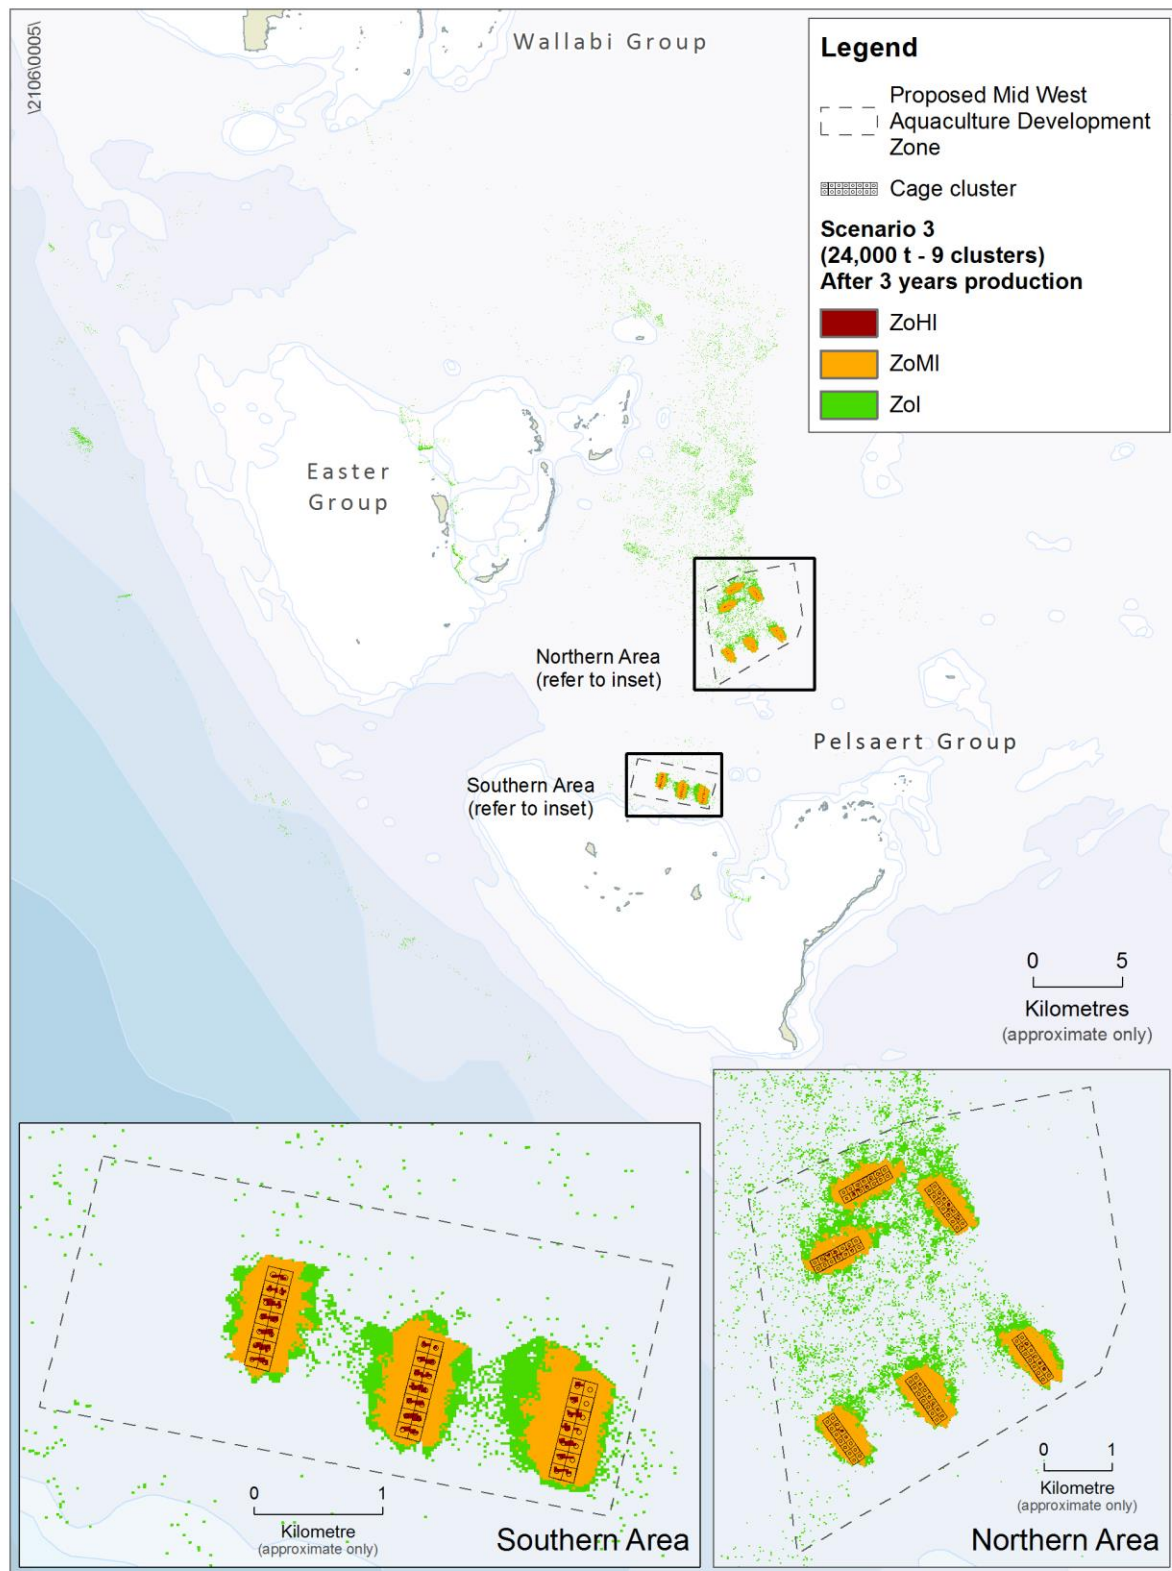 \2106\0005\
Wallabi Group
Legend
Proposed Mid West
Aquaculture Development
Zone
Cage cluster
Scenario 3
(24,000 t - 9 clusters)
After 3 years production
ZoHI
ZoMI
ZoI
Easter
Group
Northern Area
(refer to inset)
Pelsaert Group
Southern Area
(refer to inset)
0 5
Kilometres
(approximate only)
0 1
Kilometre
(approximate only)
Southern Area
0 1
Kilometre
(approximate only)
Northern Area